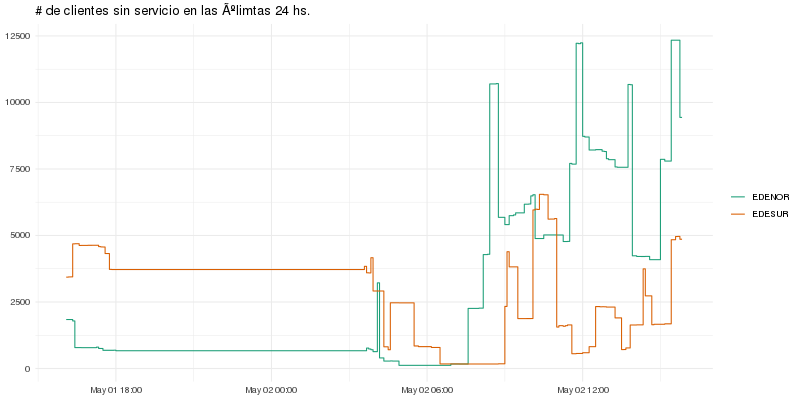 # de clientes sin servicio en las Ãºlimtas 24 hs.
12500
10000
7500
5000
2500
0
May 01 18:00
May 02 00:00
May 02 06:00
May 02 12:00
EDENOR
EDESUR